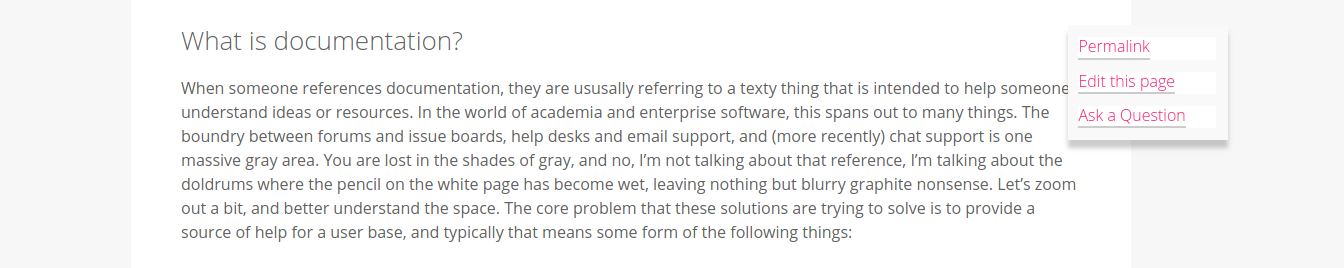 What is documentation?
When someone references documentation, they are ususally referring to a texty thing that is intended to help someone
understand ideas or resources. In the world of academia and enterprise software, this spans out to many things. The
boundry between forums and issue boards, help desks and email support, and (more recently) chat support is one
massive gray area. You are lost in the shades of gray, and no, I’m not talking about that reference, I’m talking about the
doldrums where the pencil on the white page has become wet, leaving nothing but blurry graphite nonsense. Let’s zoom
out a bit, and better understand the space. The core problem that these solutions are trying to solve is to provide a
source of help for a user base, and typically that means some form of the following things:
Permalink
Edit this page
Ask a Question